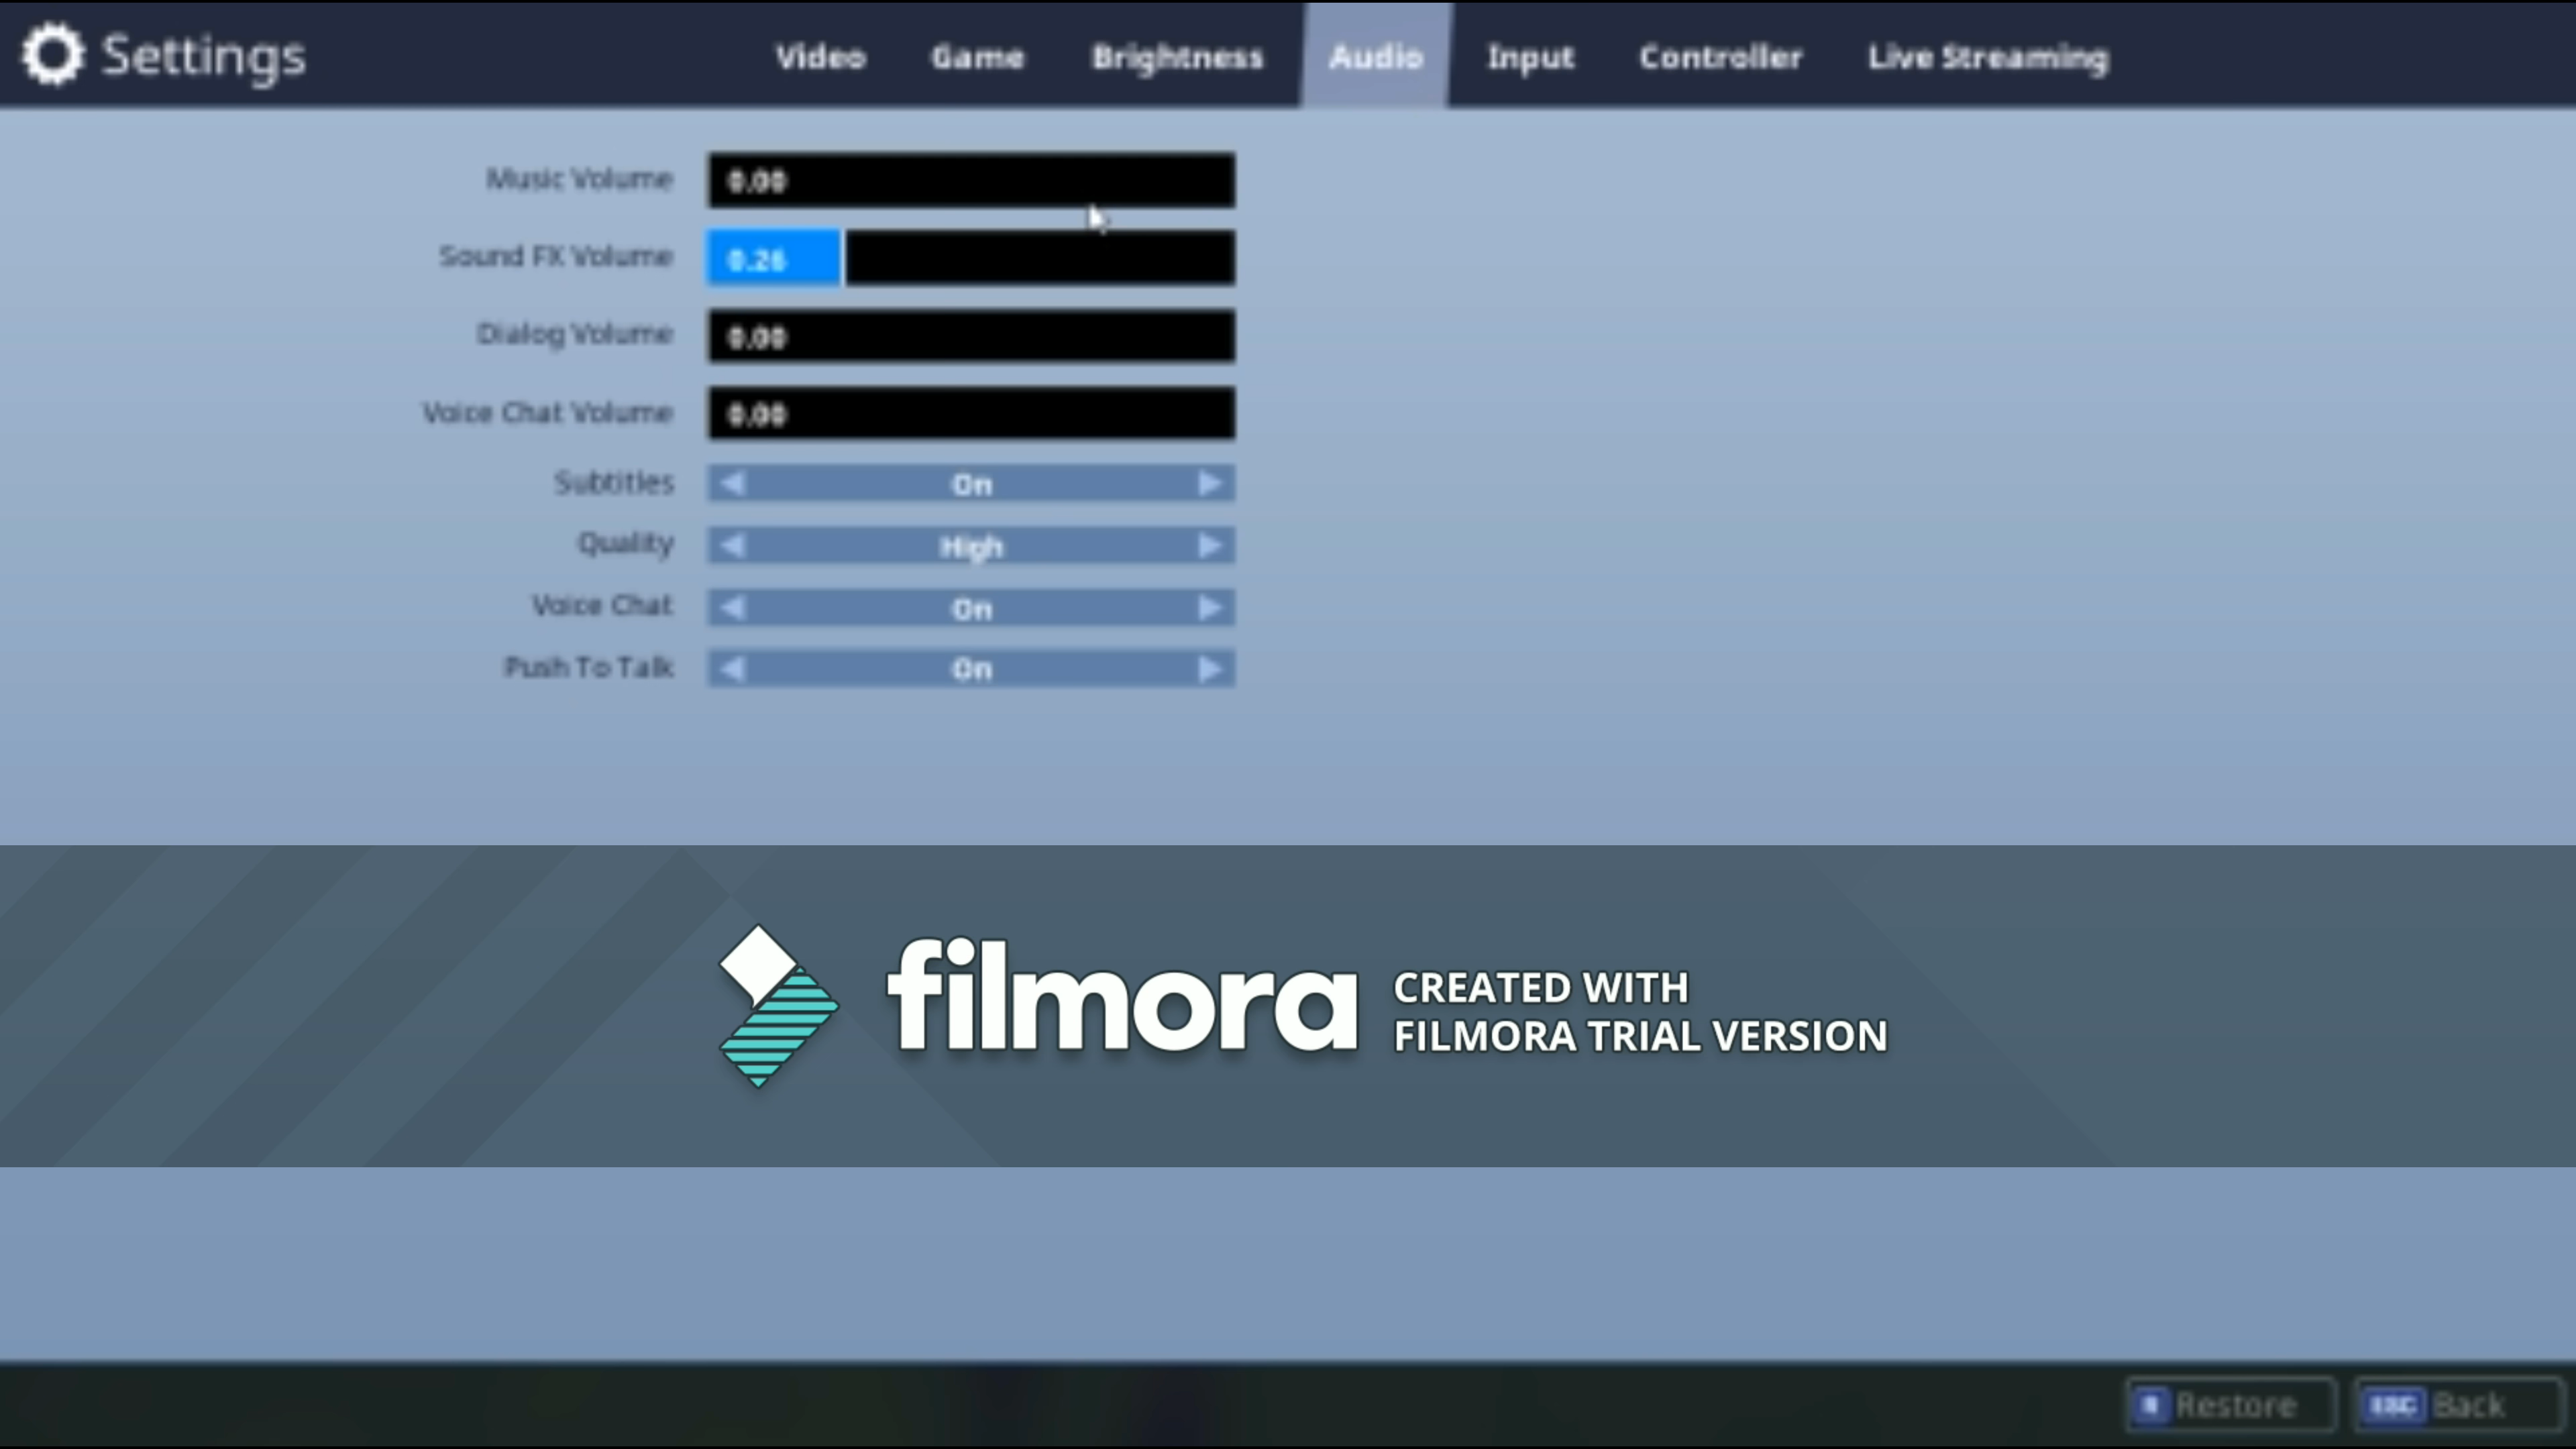 Settings
Video Game Brightness Audio Input Controller Live Streaming
Music Volume 0.00
Sound FX Volume 0.26
Dialog Volume 0.00
Voice Chat Volume 0.00
Subtitles On
Quality High
Voice Chat On
Push To Talk On
filmora
CREATED WITH
FILMORA TRIAL VERSION
R Restore ESC Back